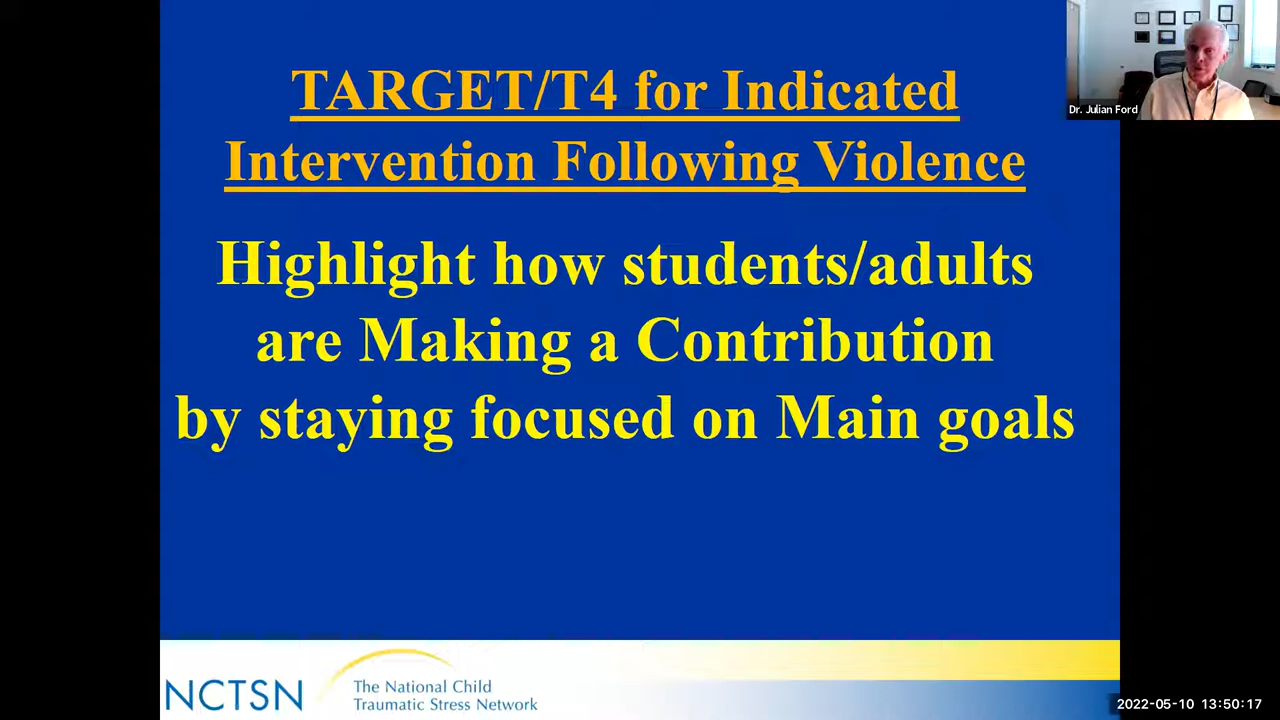 TARGET/T4 for Indicated
Intervention Following Violence
Highlight how students/adults
are Making a Contribution
by staying focused on Main goals
Dr. Julian Ford
NCTSN
The National Child
Traumatic Stress Network
2022-05-10 13:50:17